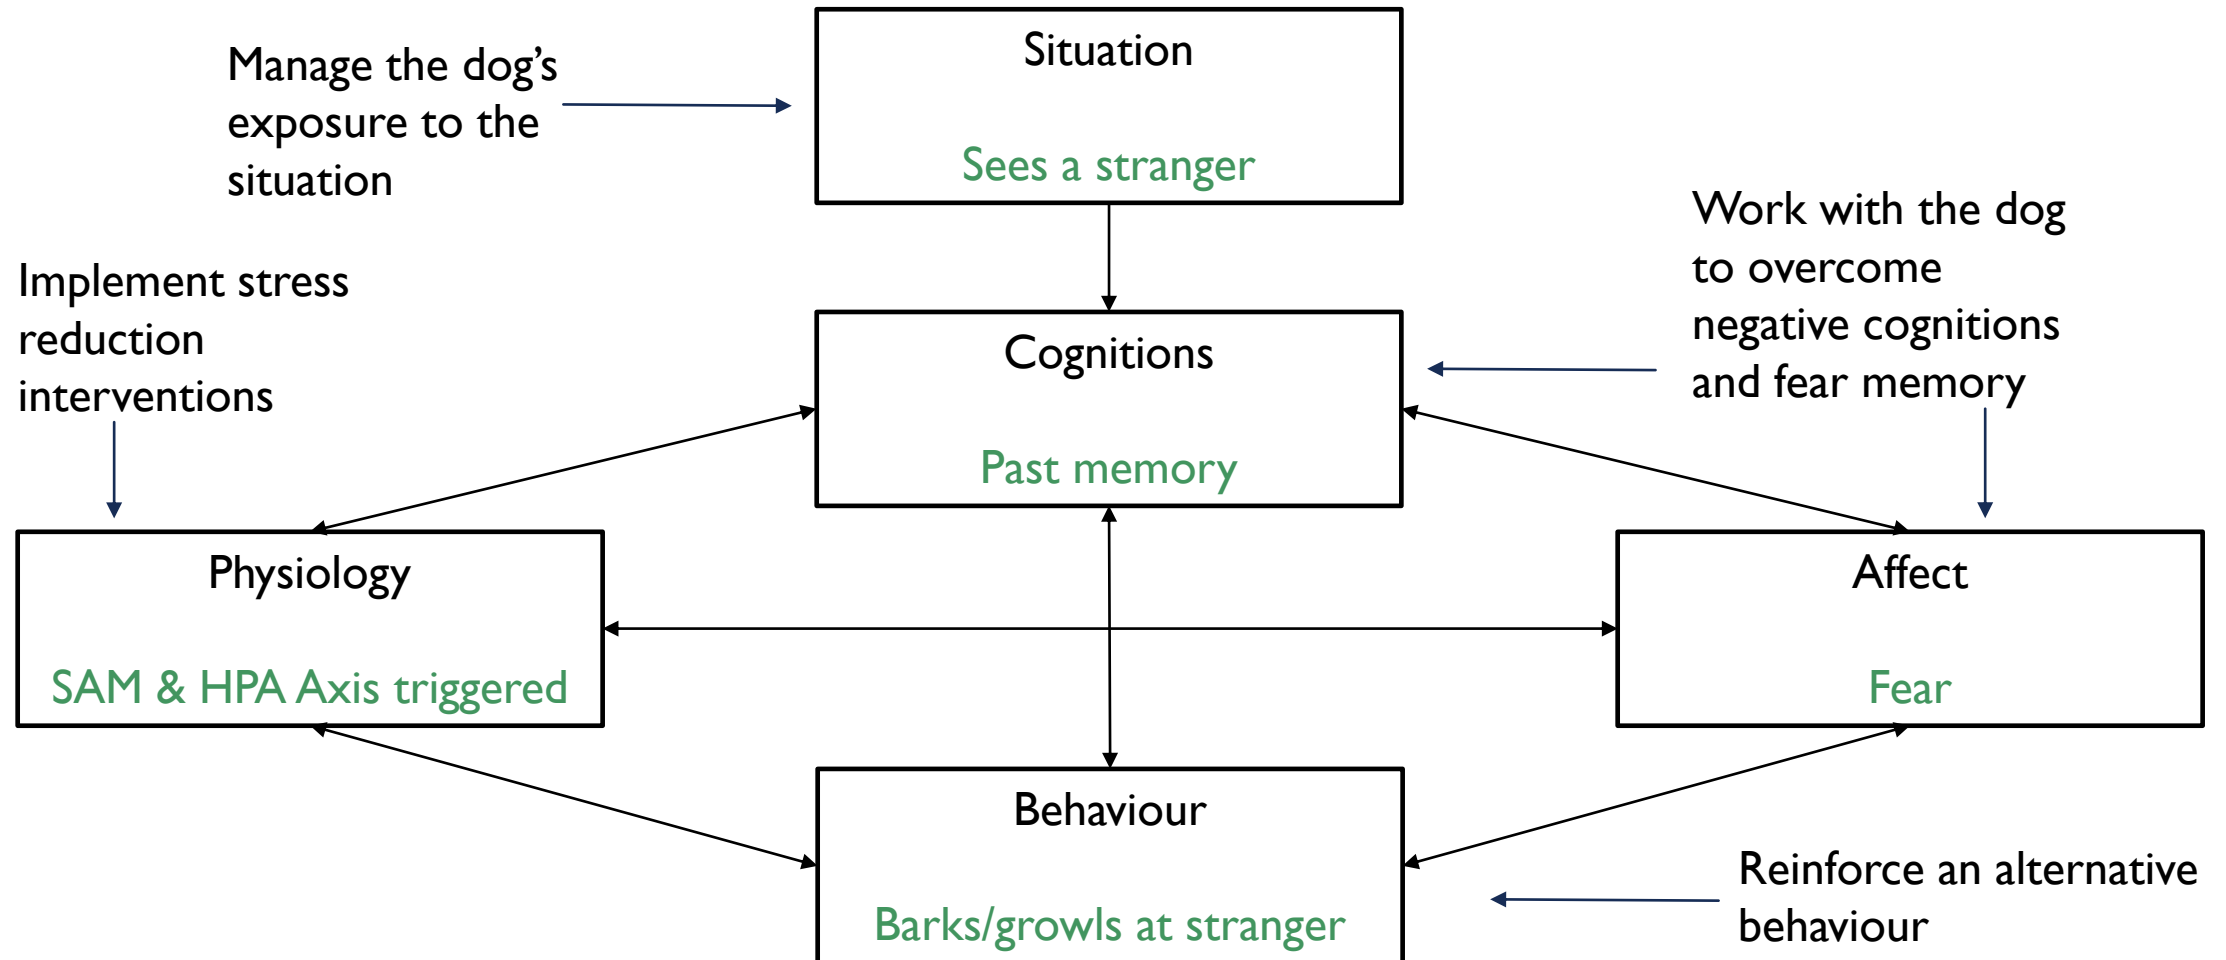 Manage the dog’s
exposure to the
situation
Situation
Sees a stranger
Implement stress
reduction
interventions
Work with the dog
to overcome
negative cognitions
and fear memory
Cognitions
Past memory
Physiology
SAM & HPA Axis triggered
Affect
Fear
Behaviour
Barks/growls at stranger
Reinforce an alternative
behaviour